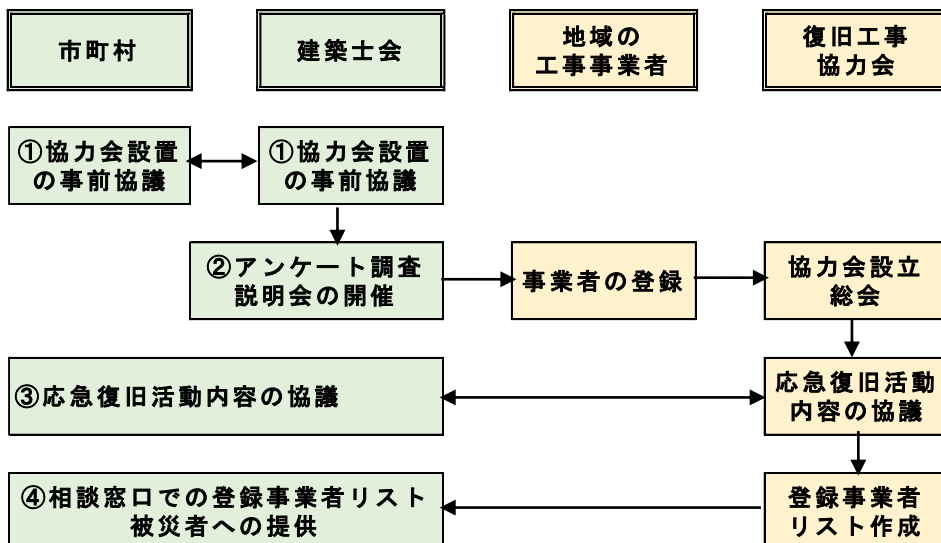 市町村
建築士会
地域の
工事事業者
復旧工事
協力会
①協力会設置
の事前協議
①協力会設置
の事前協議
②アンケート調査
説明会の開催
事業者の登録
協力会設立
総会
③応急復旧活動内容の協議
応急復旧活動
内容の協議
④相談窓口での登録事業者リスト
被災者への提供
登録事業者
リスト作成